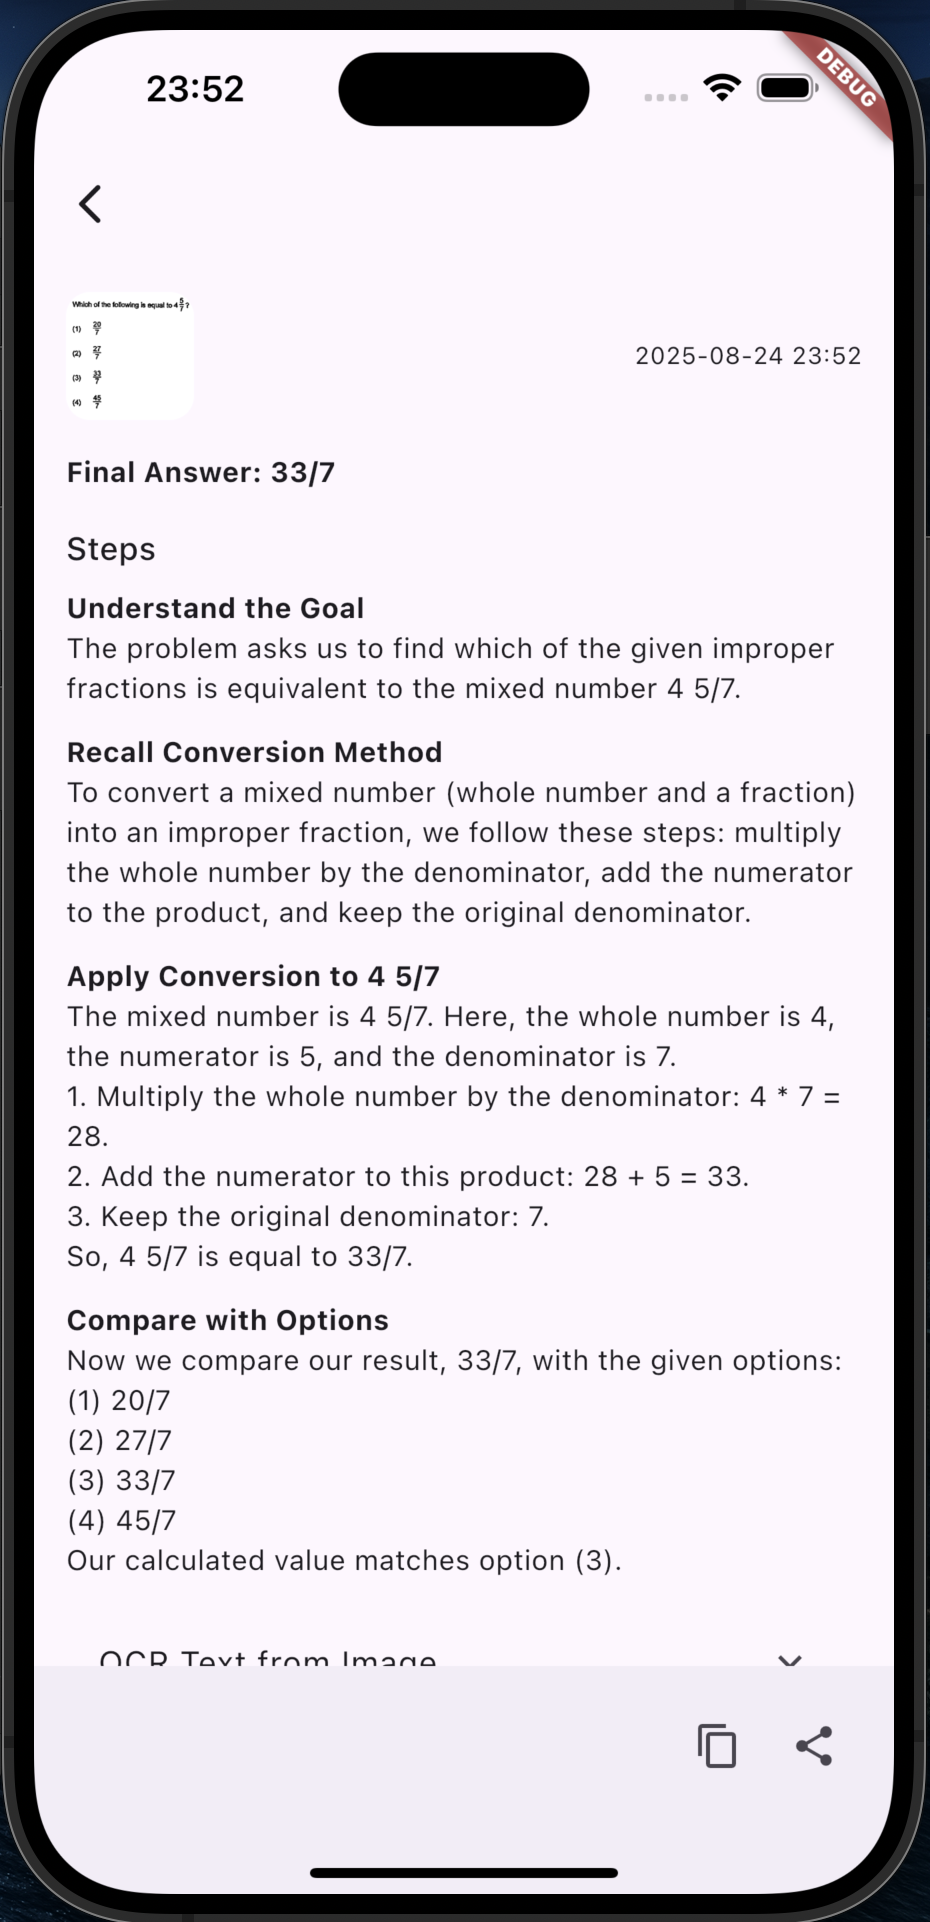 23:52
DEBUG
Which of the following is equal to 4 5/7 ?
(1) 20/7
(2) 27/7
(3) 33/7
(4) 45/7
2025-08-24 23:52
Final Answer: 33/7
Steps
Understand the Goal
The problem asks us to find which of the given improper
fractions is equivalent to the mixed number 4 5/7.
Recall Conversion Method
To convert a mixed number (whole number and a fraction)
into an improper fraction, we follow these steps: multiply
the whole number by the denominator, add the numerator
to the product, and keep the original denominator.
Apply Conversion to 4 5/7
The mixed number is 4 5/7. Here, the whole number is 4,
the numerator is 5, and the denominator is 7.
1. Multiply the whole number by the denominator: 4 * 7 =
28.
2. Add the numerator to this product: 28 + 5 = 33.
3. Keep the original denominator: 7.
So, 4 5/7 is equal to 33/7.
Compare with Options
Now we compare our result, 33/7, with the given options:
(1) 20/7
(2) 27/7
(3) 33/7
(4) 45/7
Our calculated value matches option (3).
OCR Text from Image